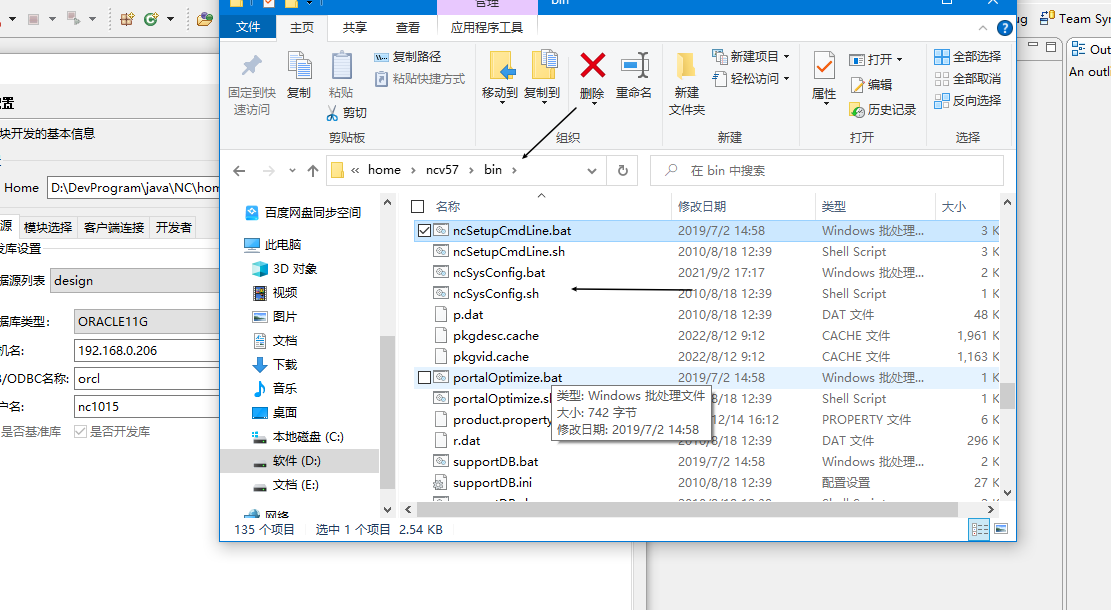 管理
bin
文件
主页
共享
查看
应用程序工具
ug
Team Syn
固定到快
速访问
复制
粘贴
复制路径
粘贴快捷方式
剪切
剪贴板
移动到
复制到
删除
重命名
组织
新建
文件夹
新建项目
轻松访问
新建
属性
打开
编辑
历史记录
打开
全部选择
全部取消
反向选择
选择
Out
An outli
置
块开发的基本信息
Home
D:\DevProgram\java\NC\hom
源
模块选择
客户端连接
开发者
发库设置
据源列表
design
据库类型:
ORACLE11G
机名:
192.168.0.206
B/ODBC名称:
orcl
户名:
nc1015
是否基准库
是否开发库
« home › ncv57 › bin ›
在 bin 中搜索
百度网盘同步空间
此电脑
3D 对象
视频
图片
文档
下载
音乐
桌面
本地磁盘 (C:)
软件 (D:)
文档 (E:)
网络
名称 修改日期 类型 大小
ncSetupCmdLine.bat 2019/7/2 14:58 Windows 批处理... 3 K
ncSetupCmdLine.sh 2010/8/18 12:39 Shell Script 3 K
ncSysConfig.bat 2021/9/2 17:17 Windows 批处理... 2 K
ncSysConfig.sh 2010/8/18 12:39 Shell Script 1 K
p.dat 2010/8/18 12:39 DAT 文件 48 K
pkgdesc.cache 2022/8/12 9:12 CACHE 文件 1,961 K
pkgvid.cache 2022/8/12 9:12 CACHE 文件 1,163 K
portalOptimize.bat 2019/7/2 14:58 Windows 批处理... 1 K
portalOptimize.sh 8/18 12:39 Shell Script 1 K
product.property 12/14 16:12 PROPERTY 文件 6 K
r.dat 8/18 12:39 DAT 文件 296 K
supportDB.bat 2019/7/2 14:58 Windows 批处理... 2 K
supportDB.ini 2010/8/18 12:39 配置设置 27 K
类型: Windows 批处理文件
大小: 742 字节
修改日期: 2019/7/2 14:58
135 个项目
选中 1 个项目 2.54 KB